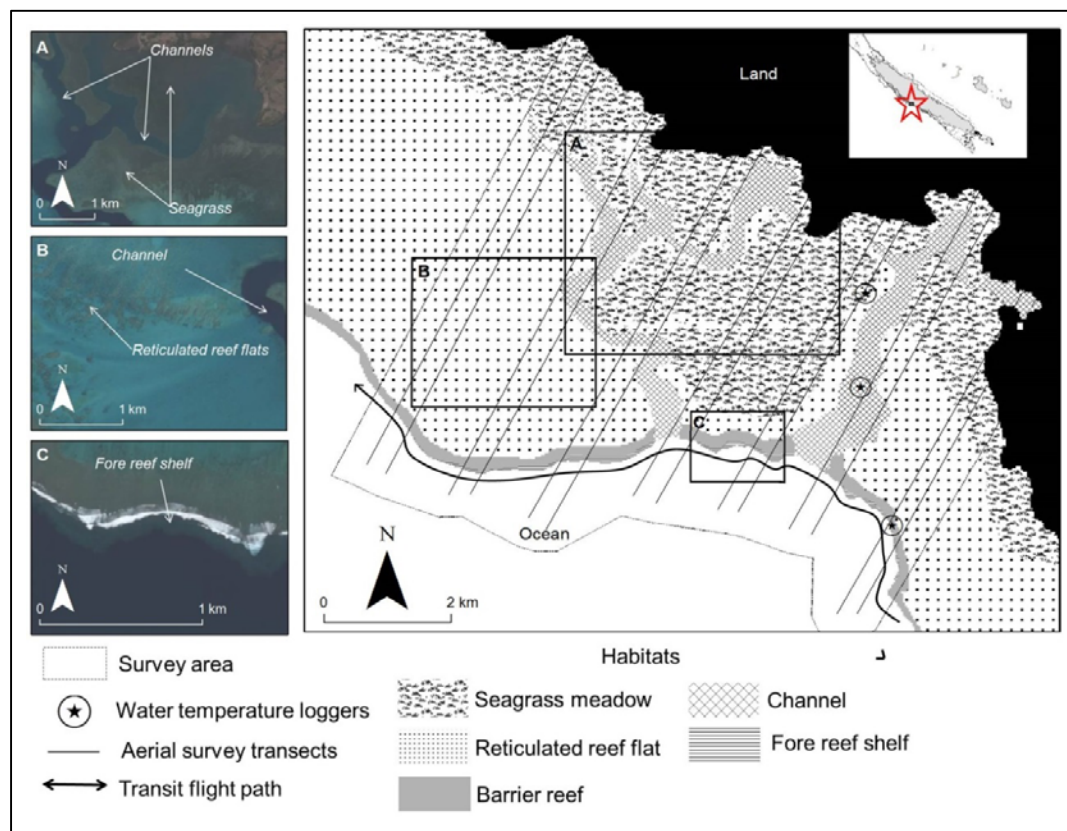 A
Channels
N
0 1 km
Seagrass
B
Channel
Reticulated reef flats
N
0 1 km
C
Fore reef shelf
N
0 1 km
Land
A
B
C
Ocean
N
0 2 km
Survey area
Water temperature loggers
Aerial survey transects
Transit flight path
Habitats
Seagrass meadow
Reticulated reef flat
Barrier reef
Channel
Fore reef shelf